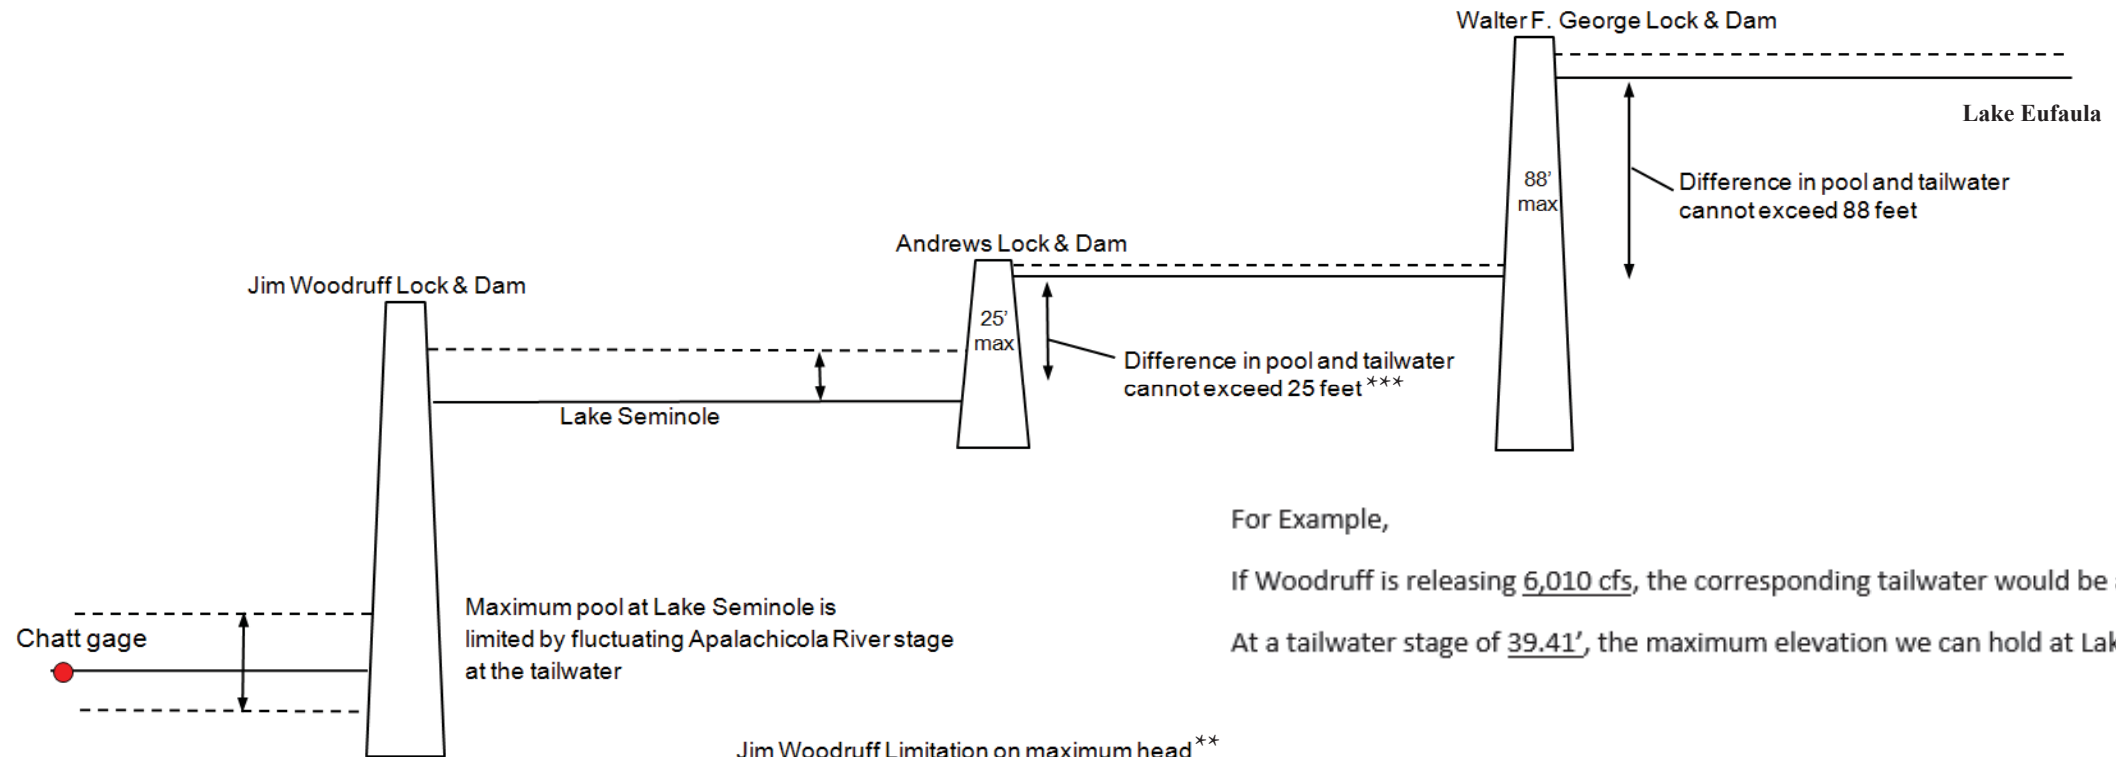 Walter F. George Lock & Dam
Lake Eufaula
88'
max
Difference in pool and tailwater
cannot exceed 88 feet
Andrews Lock & Dam
25'
max
Difference in pool and tailwater
cannot exceed 25 feet***
Jim Woodruff Lock & Dam
Lake Seminole
Chatt gage
Maximum pool at Lake Seminole is
limited by fluctuating Apalachicola River stage
at the tailwater
For Example,
If Woodruff is releasing 6,010 cfs, the corresponding tailwater would be
At a tailwater stage of 39.41', the maximum elevation we can hold at
Jim Woodruff Limitation on maximum head**